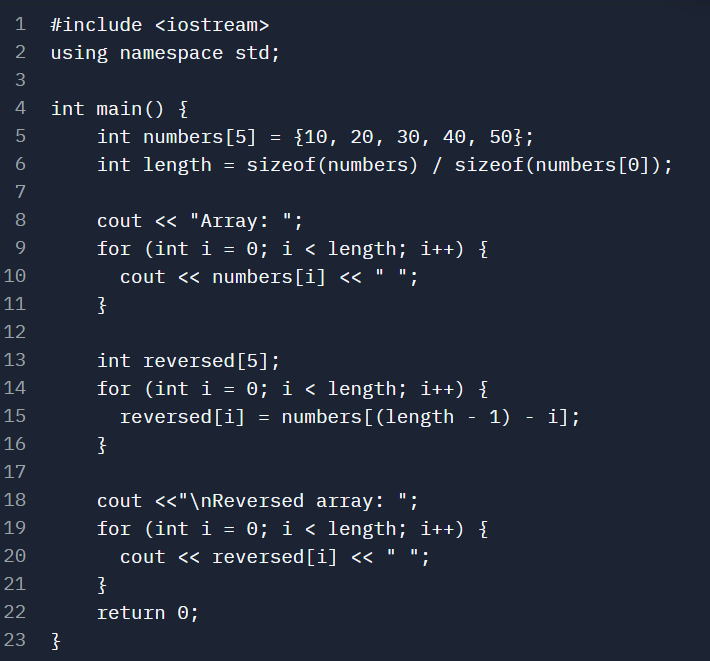 1 #include <iostream>
2 using namespace std;
3
4 int main() {
5     int numbers[5] = {10, 20, 30, 40, 50};
6     int length = sizeof(numbers) / sizeof(numbers[0]);
7
8     cout << "Array: ";
9     for (int i = 0; i < length; i++) {
10       cout << numbers[i] << " ";
11     }
12
13     int reversed[5];
14     for (int i = 0; i < length; i++) {
15       reversed[i] = numbers[(length - 1) - i];
16     }
17
18     cout <<"\nReversed array: ";
19     for (int i = 0; i < length; i++) {
20       cout << reversed[i] << " ";
21     }
22     return 0;
23 }